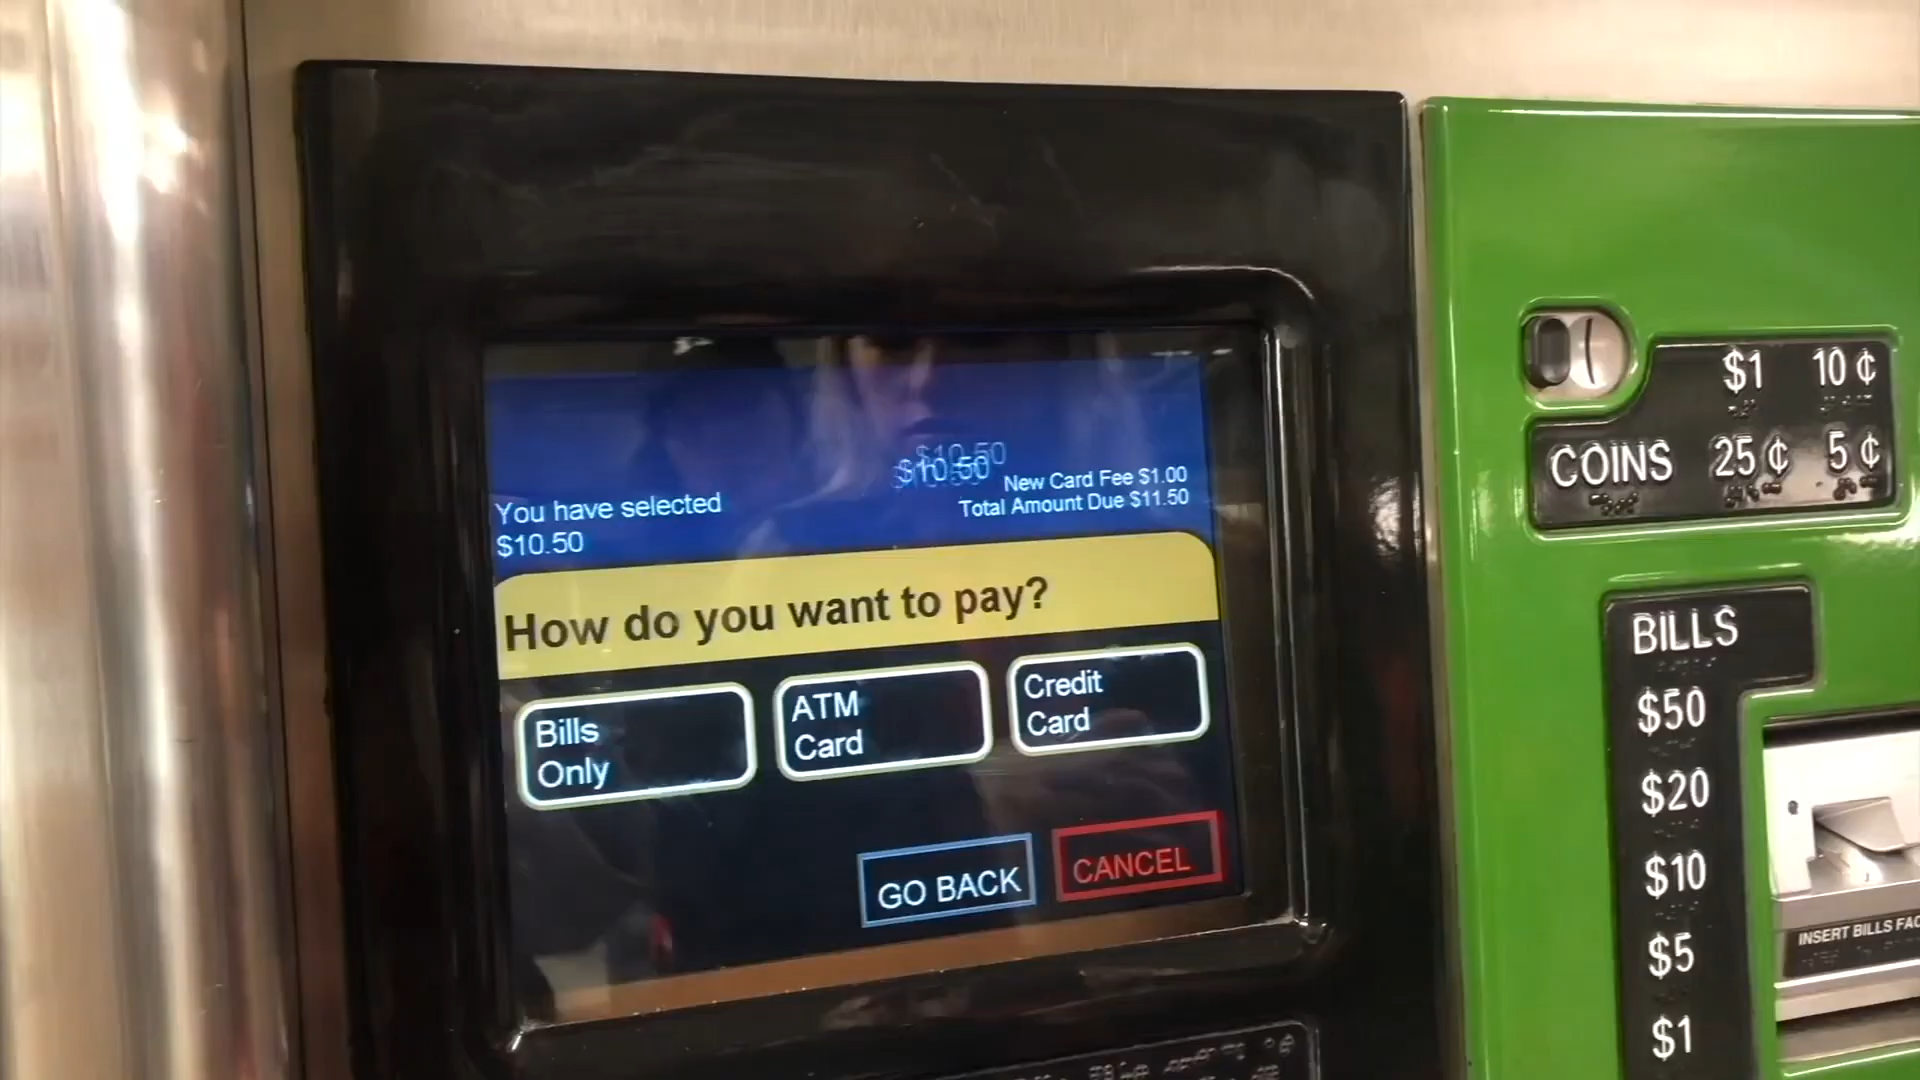 $10.50
$10.50
New Card Fee $1.00
Total Amount Due $11.50
You have selected
$10.50
How do you want to pay?
Bills
Only
ATM
Card
Credit
Card
GO BACK
CANCEL
$1 10 ¢
COINS 25 ¢ 5 ¢
BILLS
$50
$20
$10
$5
$1
INSERT BILLS